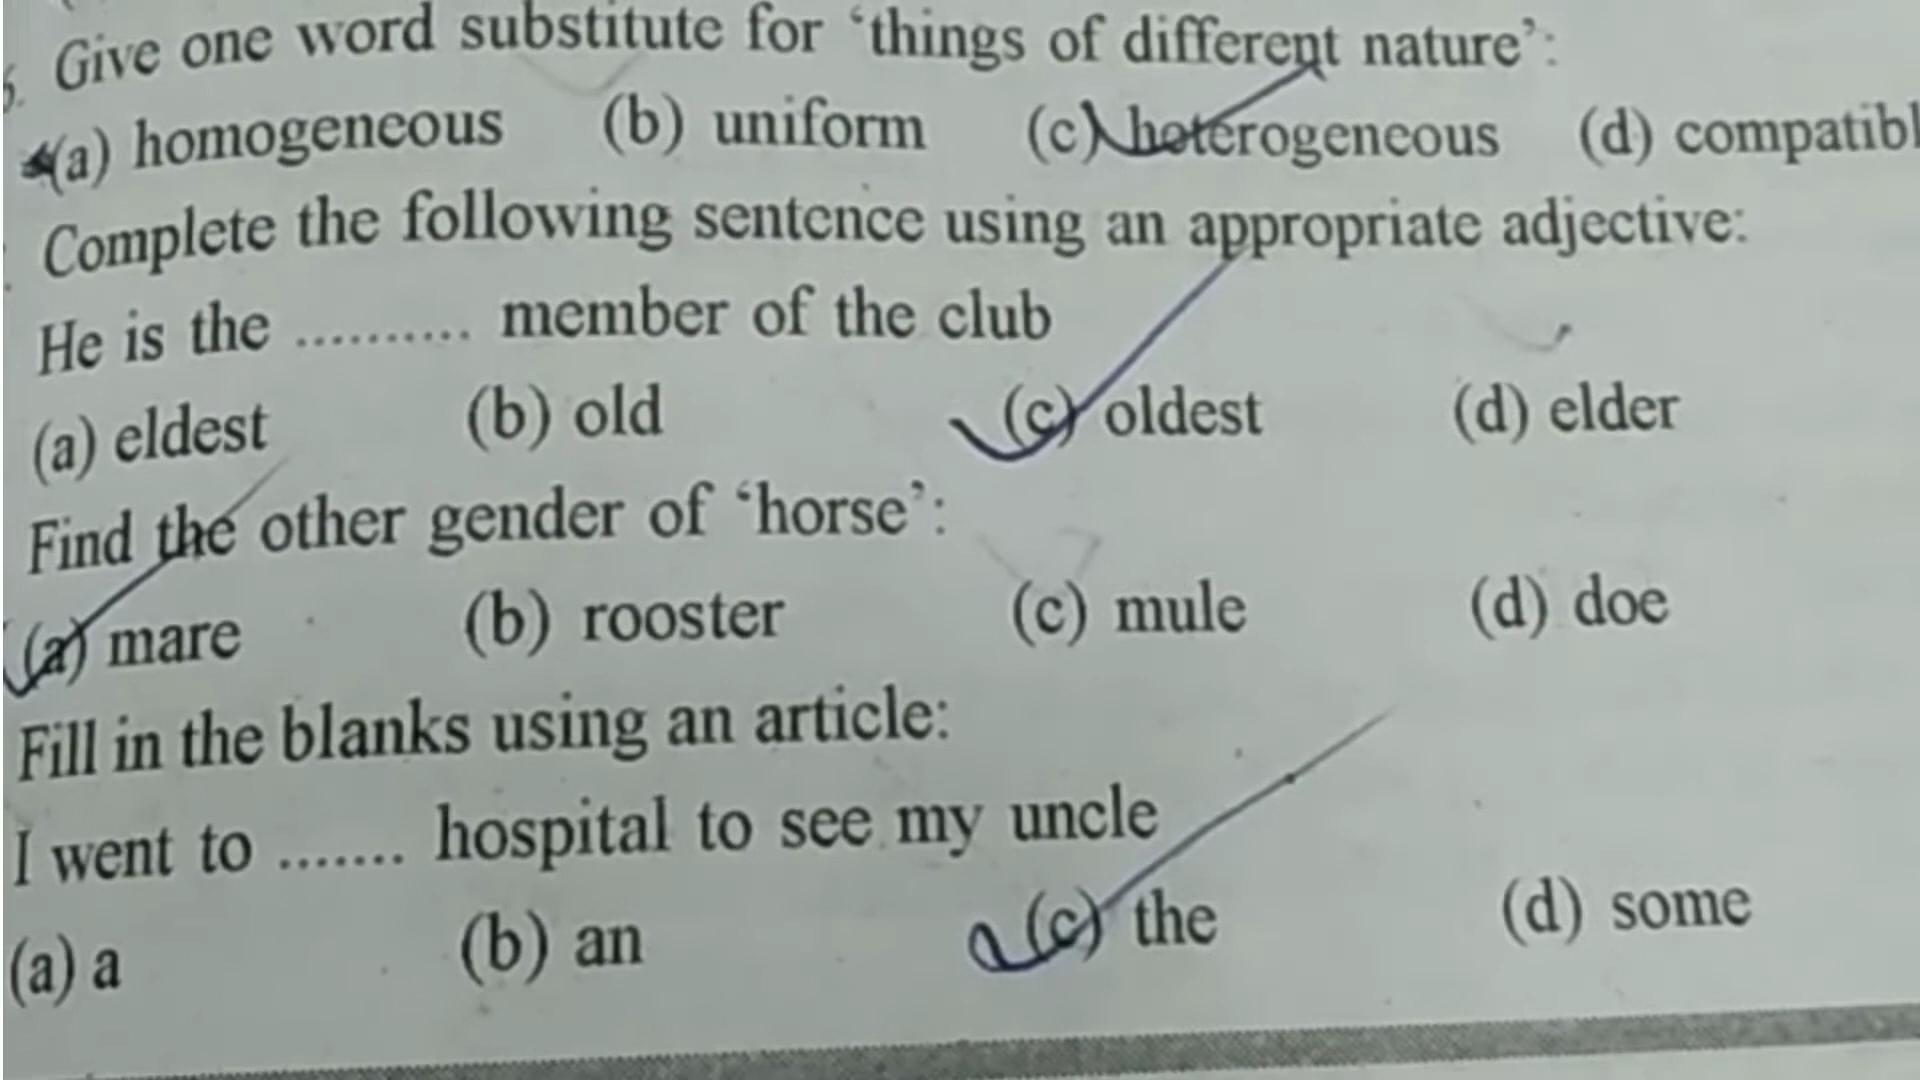 Give one word substitute for 'things of different nature':
(a) homogeneous (b) uniform (c) heterogeneous (d) compatibl
Complete the following sentence using an appropriate adjective:
He is the .......... member of the club
(a) eldest (b) old (c) oldest (d) elder
Find the other gender of 'horse':
(a) mare (b) rooster (c) mule (d) doe
Fill in the blanks using an article:
I went to ....... hospital to see my uncle
(a) a (b) an (c) the (d) some